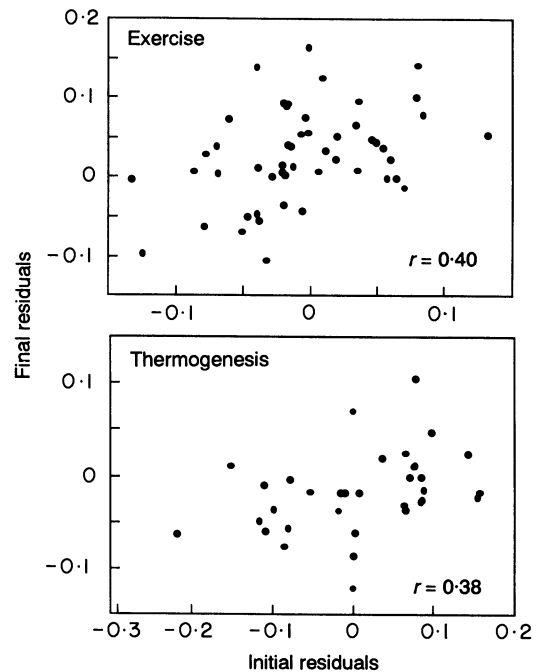 0·2
Exercise
0·1
0
−0·1
r = 0·40
−0·1 0 0·1
Final residuals
Thermogenesis
0·1
0
−0·1
r = 0·38
−0·3 −0·2 −0·1 0 0·1 0·2
Initial residuals